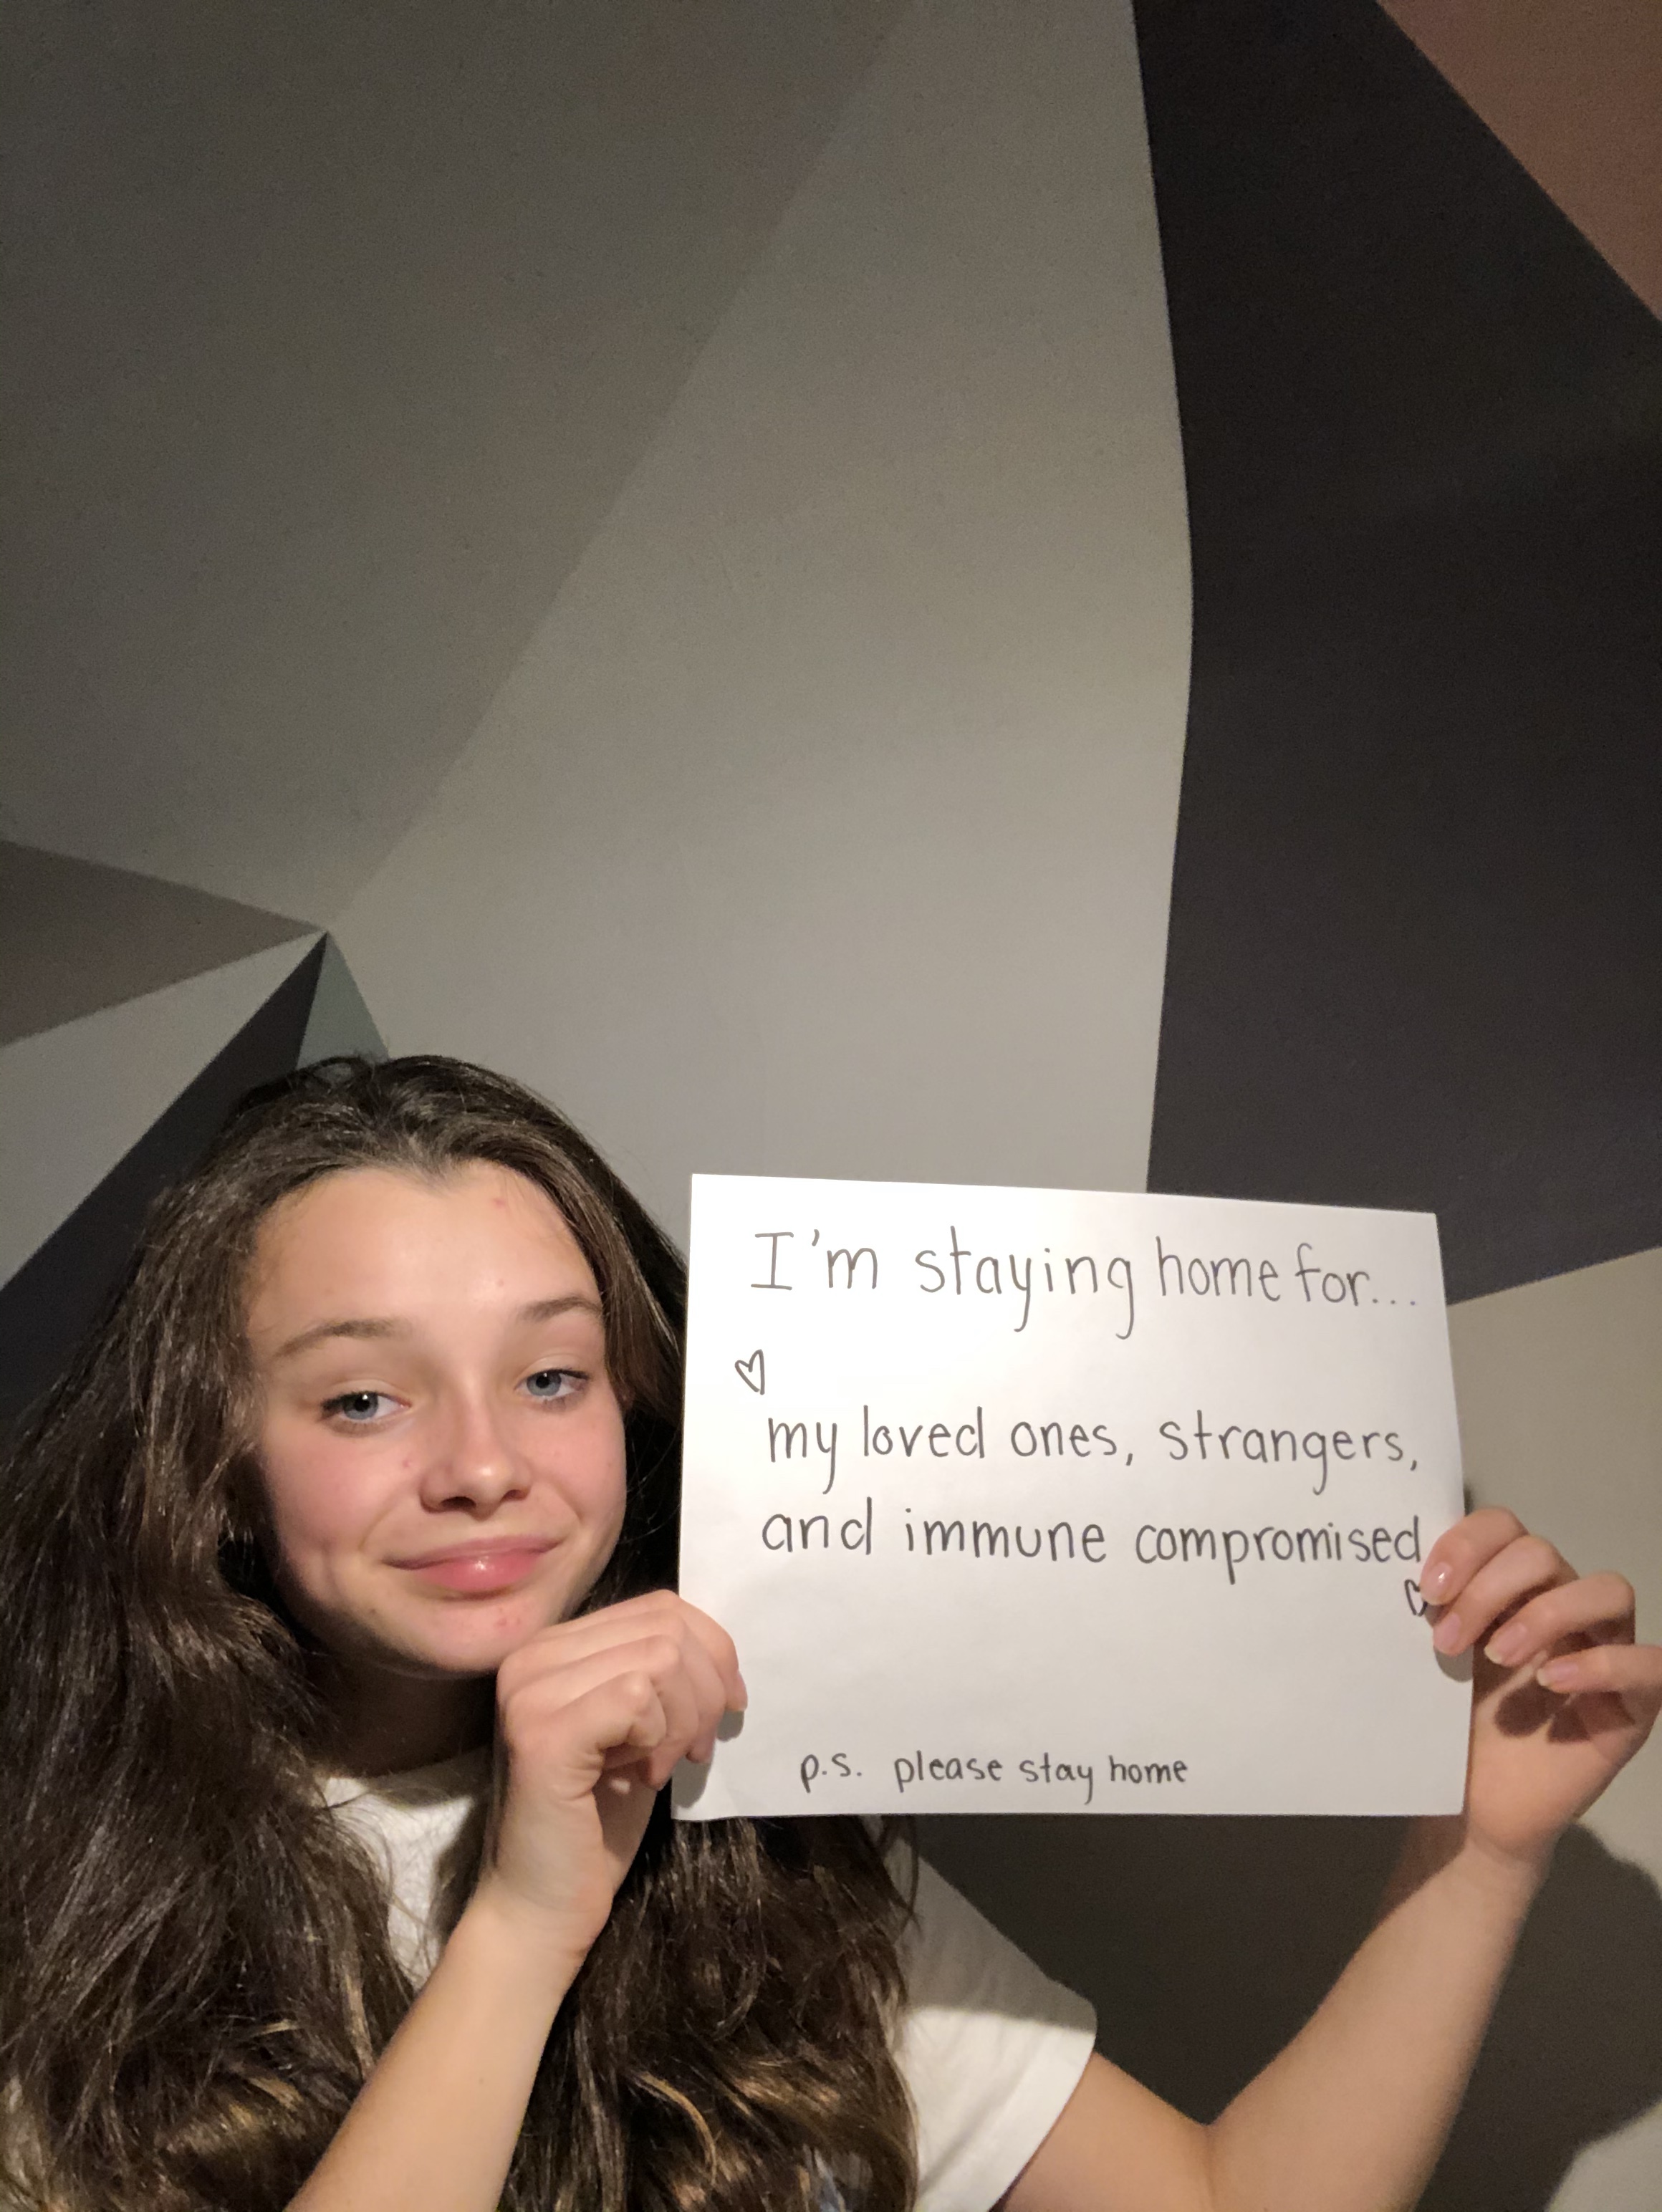 I'm staying home for...
my loved ones, strangers,
and immune compromised
p.s. please stay home